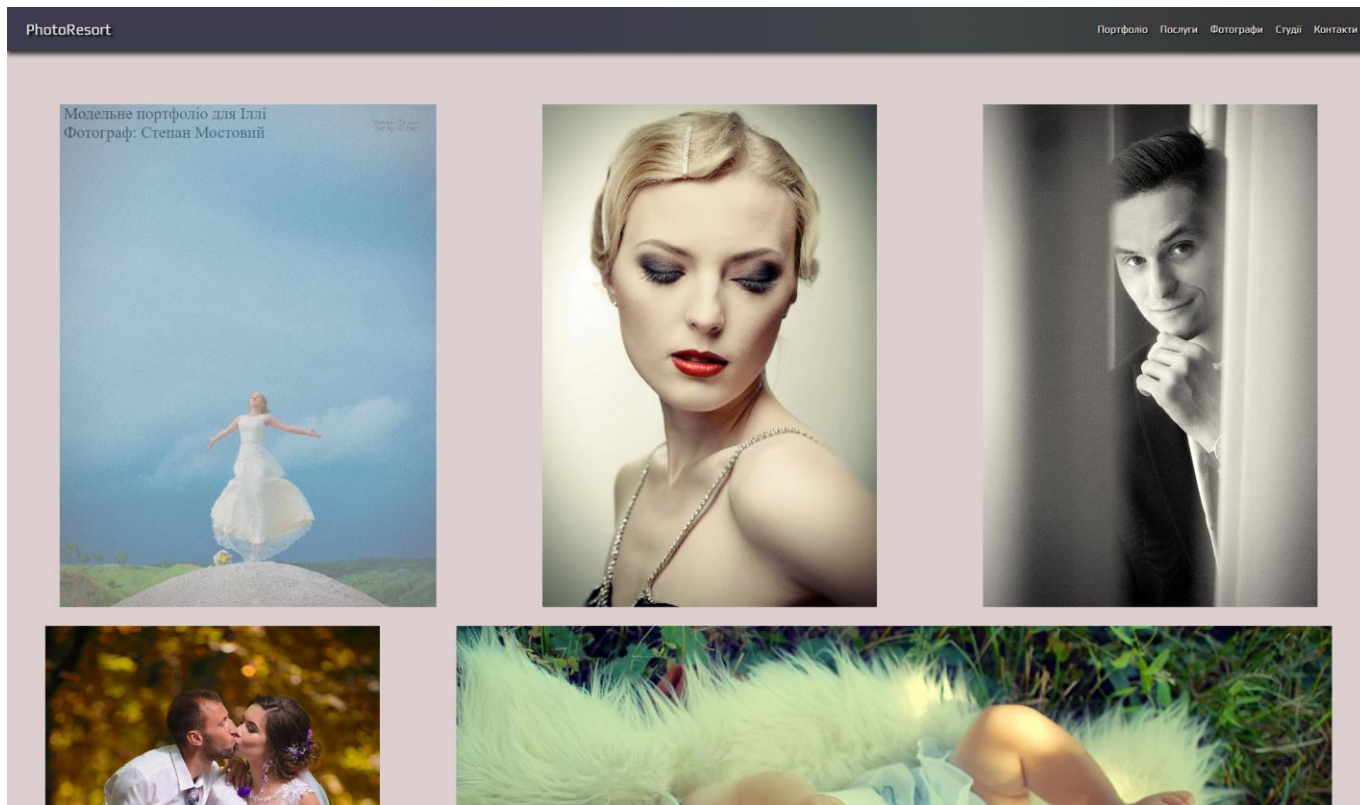 PhotoResort
Портфоліо Послуги Фотографи Студії Контакти
Модельне портфоліо для Іллі
Фотограф: Степан Мостовий